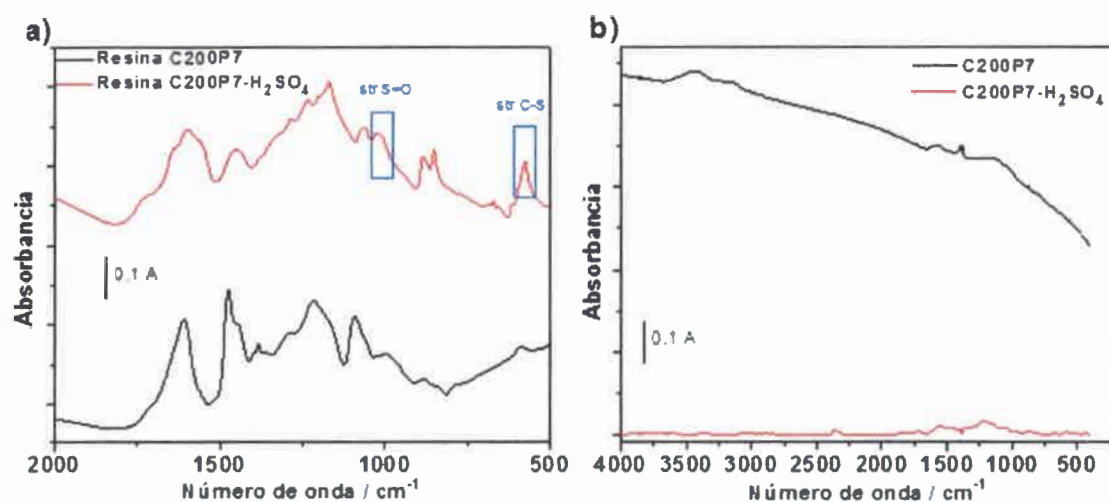 a)
Resina C200P7
Resina C200P7-H₂SO₄
str S=O
str C-S
0.1 A
Absorbancia
2000 1500 1000 500
Número de onda / cm⁻¹
b)
C200P7
C200P7-H₂SO₄
0.1 A
Absorbancia
4000 3500 3000 2500 2000 1500 1000 500
Número de onda / cm⁻¹